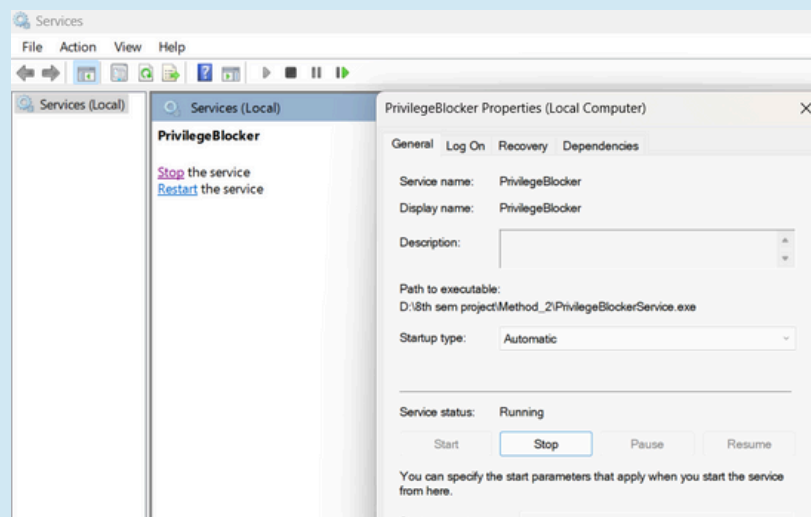 Services
File Action View Help
Services (Local)
Services (Local)
PrivilegeBlocker
Stop the service
Restart the service
PrivilegeBlocker Properties (Local Computer)
General Log On Recovery Dependencies
Service name: PrivilegeBlocker
Display name: PrivilegeBlocker
Description:
Path to executable:
D:\8th sem project\Method_2\PrivilegeBlockerService.exe
Startup type: Automatic
Service status: Running
Start Stop Pause Resume
You can specify the start parameters that apply when you start the service
from here.